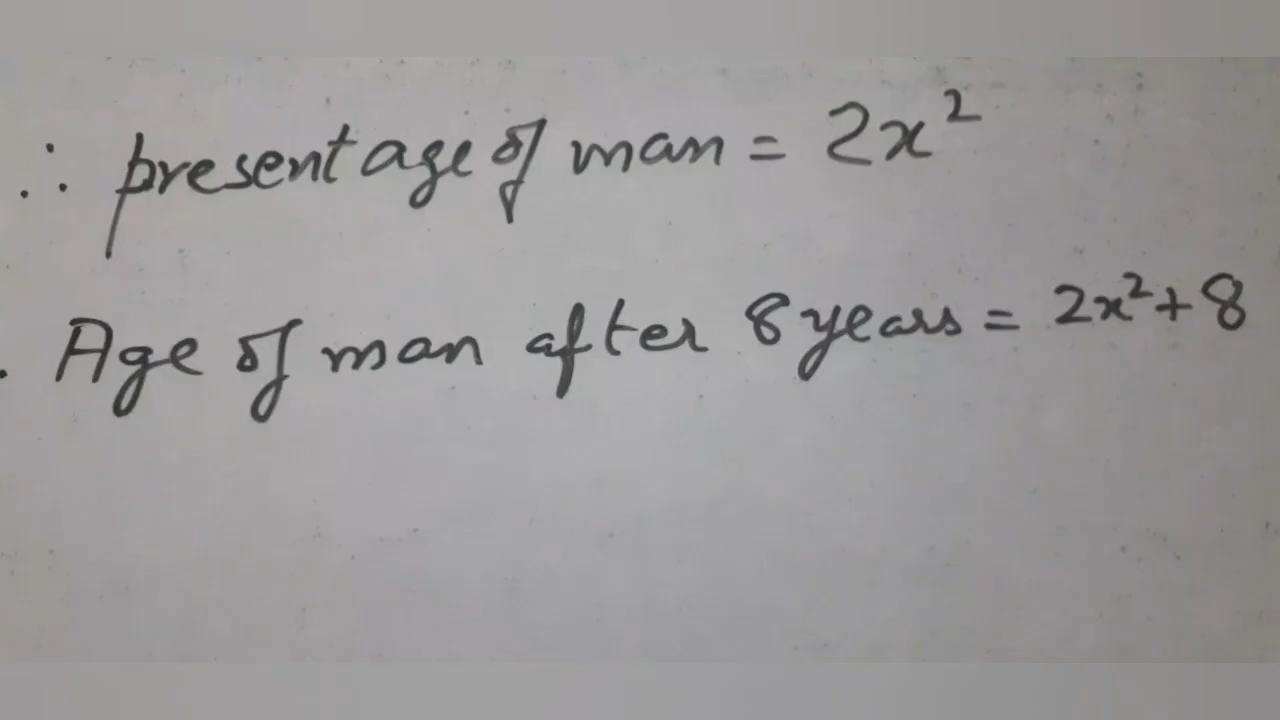 ∴ present age of man = 2x²
. Age of man after 8 years = 2x² + 8